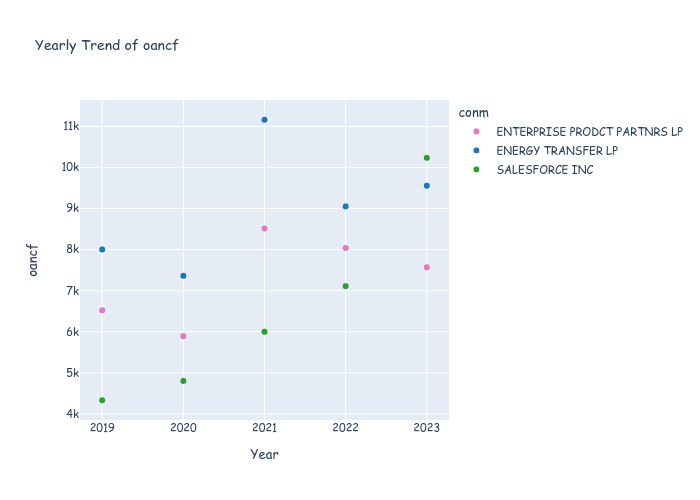 Yearly Trend of oancf
conm
ENTERPRISE PRODCT PARTNRS LP
ENERGY TRANSFER LP
SALESFORCE INC
11k
10k
9k
8k
7k
6k
5k
4k
oancf
2019 2020 2021 2022 2023
Year